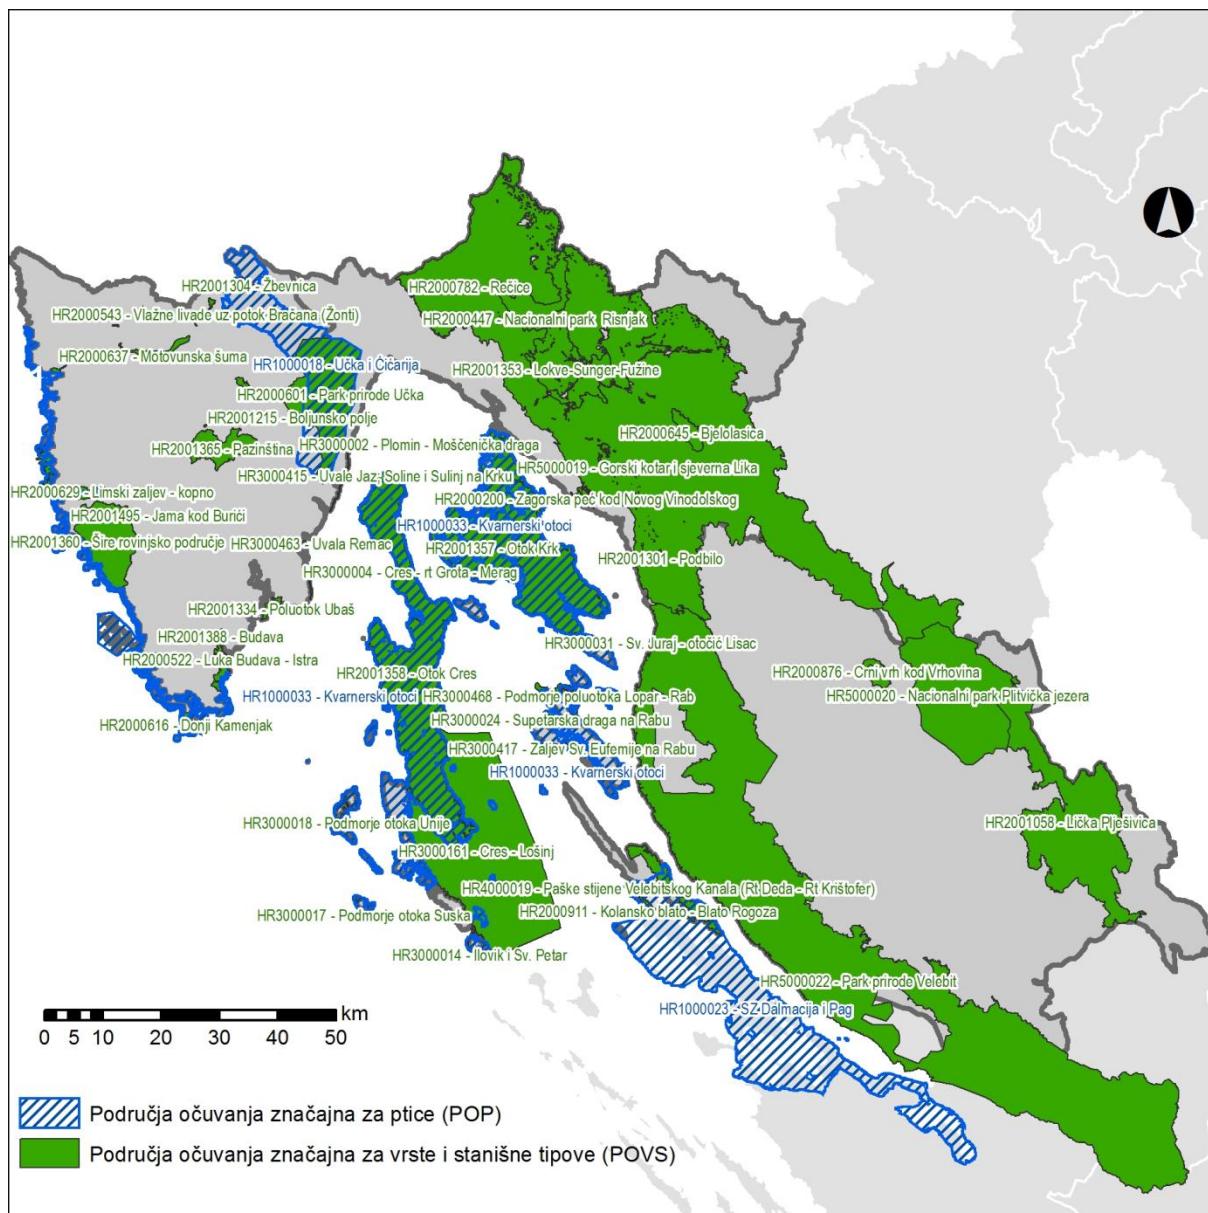 HR2001304 - Žbevnica
HR2000782 - Rečice
HR2000543 - Vlažne livade uz potok Bračana (Žonti)
HR2000447 - Nacionalni park Risnjak
HR2000637 - Motovunska šuma
HR1000018 - Učka i Ćićarija
HR2001353 - Lokve-Sunger-Fužine
HR2000601 - Park prirode Učka
HR2001215 - Boljunsko polje
HR2000645 - Bjelolasica
HR2001365 - Pazinština
HR3000002 - Plomin - Mošćenička draga
HR5000019 - Gorski kotar i sjeverna Lika
HR3000415 - Uvale Jaz, Soline i Sulinj na Krku
HR2000629 - Limski zaljev - kopno
HR2000200 - Zagorska peć kod Novog Vinodolskog
HR2001495 - Jama kod Burići
HR1000033 - Kvarnerski otoci
HR2001360 - Šire rovinjsko područje
HR3000463 - Uvala Remac
HR2001357 - Otok Krk
HR2001301 - Podbilo
HR3000004 - Cres - rt Grota - Merag
HR2001334 - Poluotok Ubaš
HR2001388 - Budava
HR3000031 - Sv. Juraj - otočić Lisac
HR2000522 - Luka Budava - Istra
HR2001358 - Otok Cres
HR2000876 - Crni vrh kod Vrhovina
HR1000033 - Kvarnerski otoci
HR3000468 - Podmorje poluotoka Lopar - Rab
HR5000020 - Nacionalni park Plitvička jezera
HR2000616 - Donji Kamenjak
HR3000024 - Supetarska draga na Rabu
HR3000417 - Zaljev Sv. Eufemije na Rabu
HR1000033 - Kvarnerski otoci
HR3000018 - Podmorje otoka Unije
HR2001058 - Lička Plješivica
HR3000161 - Cres - Lošinj
HR4000019 - Paške stijene Velebitskog Kanala (Rt Deda - Rt Krištofer)
HR3000017 - Podmorje otoka Suska
HR2000911 - Kolansko blato - Blato Rogoza
HR3000014 - Ilovik i Sv. Petar
HR5000022 - Park prirode Velebit
HR1000023 - SZ Dalmacija i Pag
km
0 5 10 20 30 40 50
Područja očuvanja značajna za ptice (POP)
Područja očuvanja značajna za vrste i stanišne tipove (POVS)